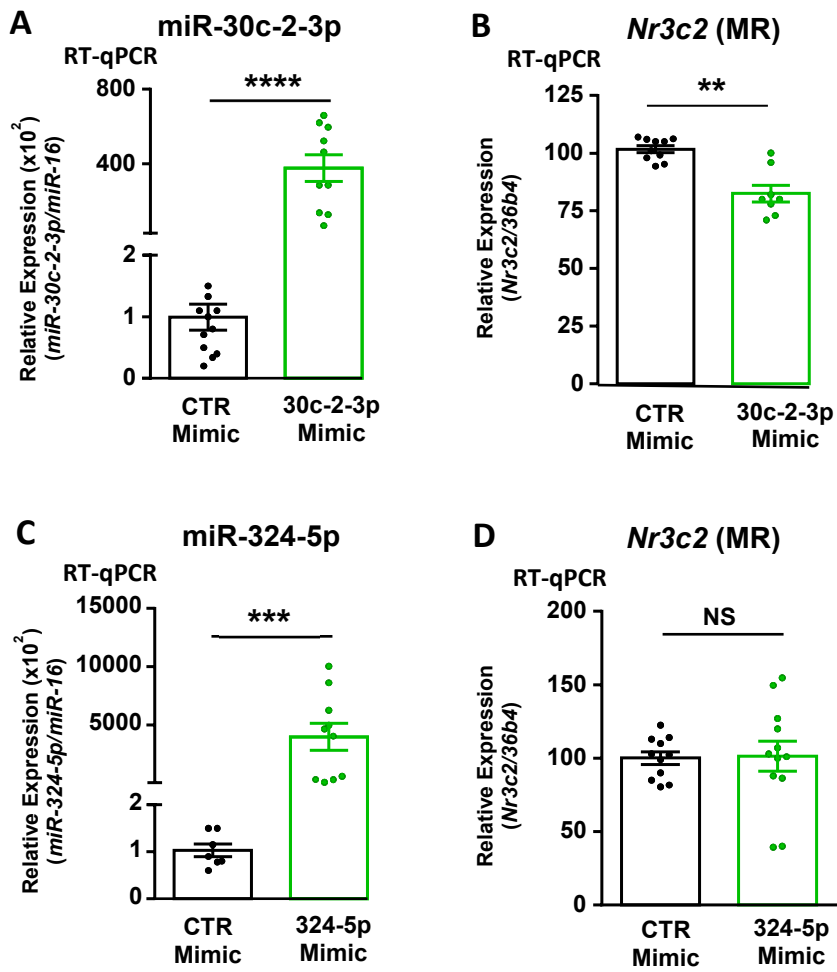 A
miR-30c-2-3p
RT-qPCR
Relative Expression (x10²)
(miR-30c-2-3p/miR-16)
800
400
2
1
0
****
CTR
Mimic
30c-2-3p
Mimic
B
Nr3c2 (MR)
RT-qPCR
Relative Expression
(Nr3c2/36b4)
125
100
75
50
25
0
**
CTR
Mimic
30c-2-3p
Mimic
C
miR-324-5p
RT-qPCR
Relative Expression (x10²)
(miR-324-5p/miR-16)
15000
10000
5000
2
1
0
***
CTR
Mimic
324-5p
Mimic
D
Nr3c2 (MR)
RT-qPCR
Relative Expression
(Nr3c2/36b4)
200
150
100
50
0
NS
CTR
Mimic
324-5p
Mimic